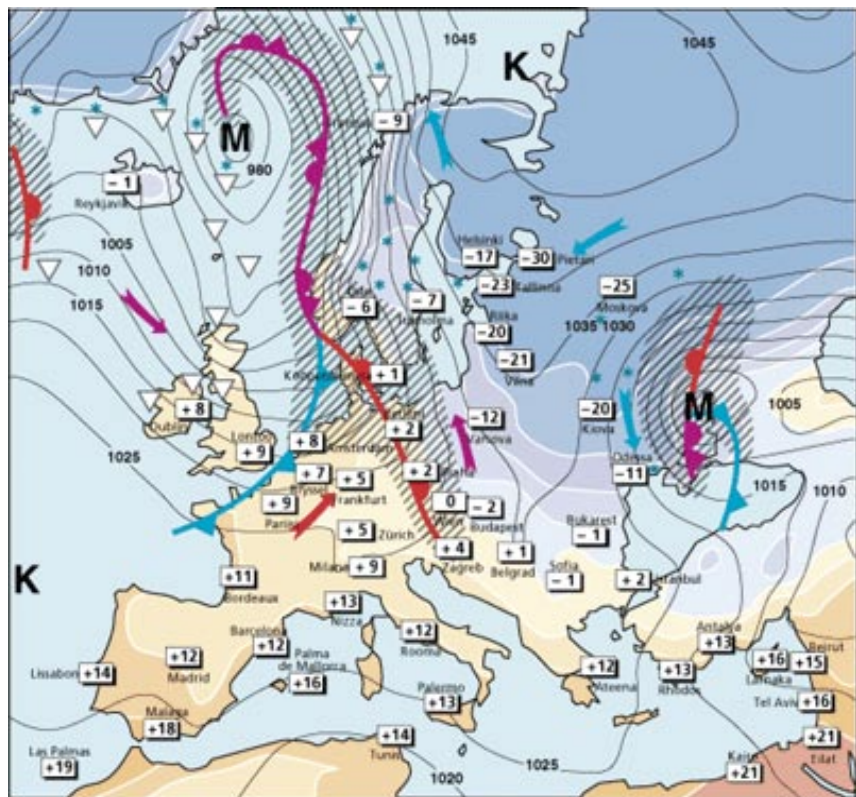 1045
1045
K
M
− 9
980
− 1
Reykjavik
1005
1010
1015
Helsinki
−17
−30
Pietari
−23
Tallinna
−25
Moskova
Oslo
− 6
− 7
Tukholma
Riika
−20
1035 1030
−21
Vilna
+ 1
M
1005
+ 8
Dublin
−12
Varsova
−20
Kiova
+ 2
London
+ 9
+ 8
Amsterdam
1025
Odessa
−11
+ 7
Bryssel
+ 5
Frankfurt
+ 2
1015
1010
+ 9
Pariisi
0
Wien
− 2
Budapest
+ 5
Zürich
Bukarest
− 1
+ 4
Zagreb
+ 1
Belgrad
Milano
+ 9
Sofia
− 1
+ 2
Istanbul
K
+11
Bordeaux
+13
Nizza
Barcelona
+12
+12
Rooma
Antalya
+13
+12
Madrid
Palma
de Mallorca
+16
Lissabon
+14
+12
Ateena
+13
Rhodos
+16
Larnaka
Beirut
+15
Palermo
+13
Tel Aviv
+16
Malaga
+18
+14
Tunis
+21
Eilat
Las Palmas
+19
1020
1025
Kairo
+21